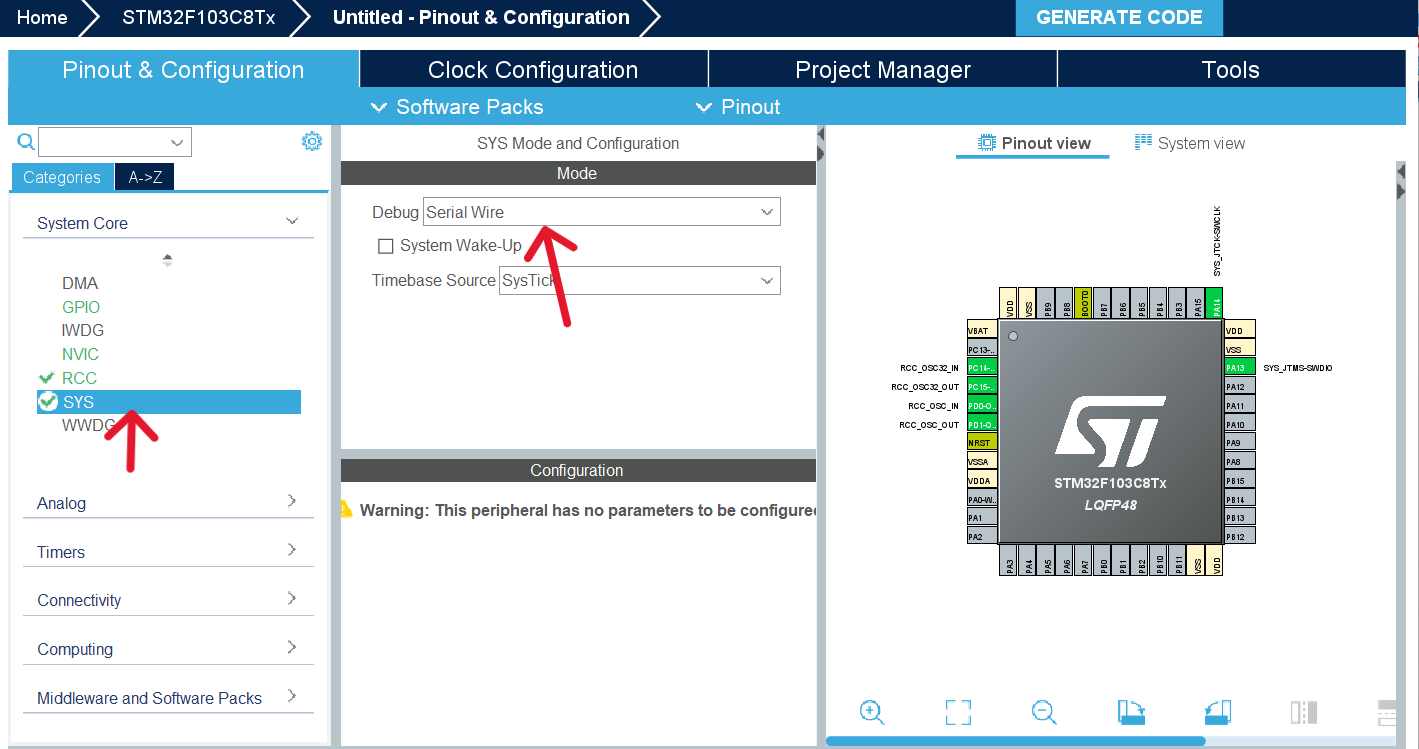 Home
STM32F103C8Tx
Untitled - Pinout & Configuration
GENERATE CODE
Pinout & Configuration
Clock Configuration
Project Manager
Tools
Software Packs
Pinout
Categories
A->Z
System Core
DMA
GPIO
IWDG
NVIC
RCC
SYS
WWDG
Analog
Timers
Connectivity
Computing
Middleware and Software Packs
SYS Mode and Configuration
Mode
Debug
Serial Wire
System Wake-Up
Timebase Source
SysTick
Configuration
Warning: This peripheral has no parameters to be configured
Pinout view
System view
SYS_JTCK-SWCLK
VDD
VSS
PB9
PB8
BOOT0
PB7
PB6
PB5
PB4
PB3
PA15
PA14
VBAT
PC13-..
RCC_OSC32_IN
PC14-..
RCC_OSC32_OUT
PC15-..
RCC_OSC_IN
PD0-O..
RCC_OSC_OUT
PD1-O..
NRST
VSSA
VDDA
PA0-W..
PA1
PA2
VDD
VSS
PA13
SYS_JTMS-SWDIO
PA12
PA11
PA10
PA9
PA8
PB15
PB14
PB13
PB12
ST
STM32F103C8Tx
LQFP48
PA3
PA4
PA5
PA6
PA7
PB0
PB1
PB2
PB10
PB11
VSS
VDD